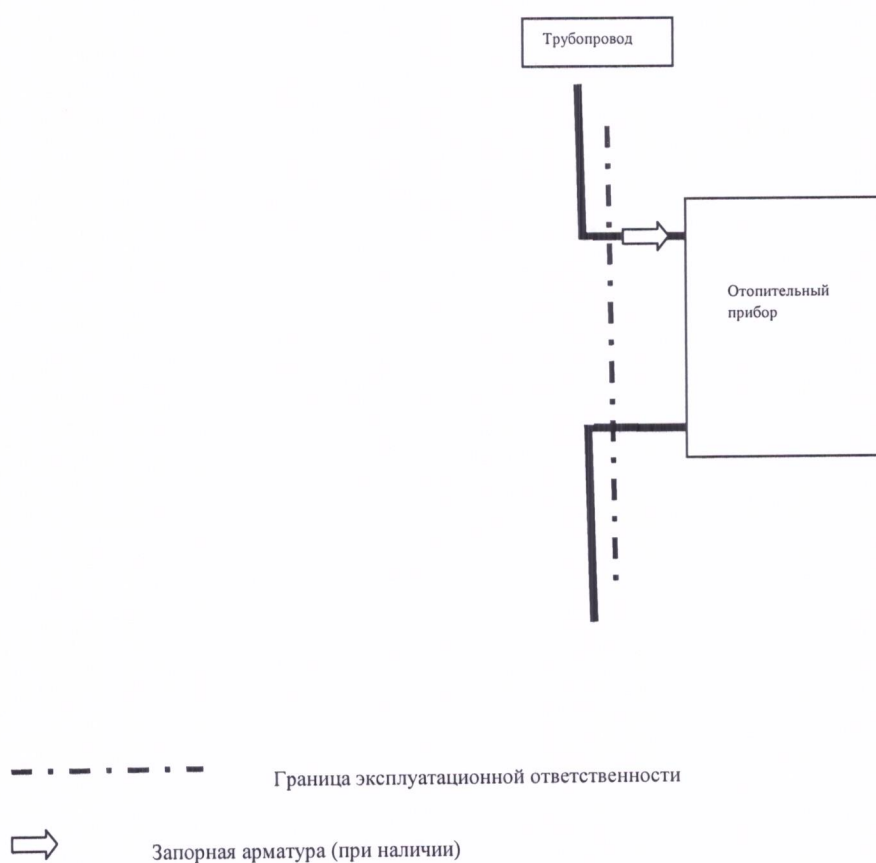 Трубопровод
Отопительный
прибор
Граница эксплуатационной ответственности
Запорная арматура (при наличии)